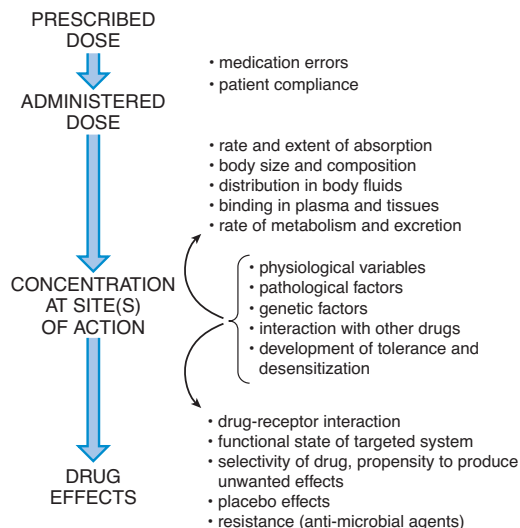 PRESCRIBED
DOSE
• medication errors
• patient compliance
ADMINISTERED
DOSE
• rate and extent of absorption
• body size and composition
• distribution in body fluids
• binding in plasma and tissues
• rate of metabolism and excretion
CONCENTRATION
AT SITE(S)
OF ACTION
• physiological variables
• pathological factors
• genetic factors
• interaction with other drugs
• development of tolerance and
desensitization
• drug-receptor interaction
• functional state of targeted system
• selectivity of drug, propensity to produce
unwanted effects
• placebo effects
• resistance (anti-microbial agents)
DRUG
EFFECTS